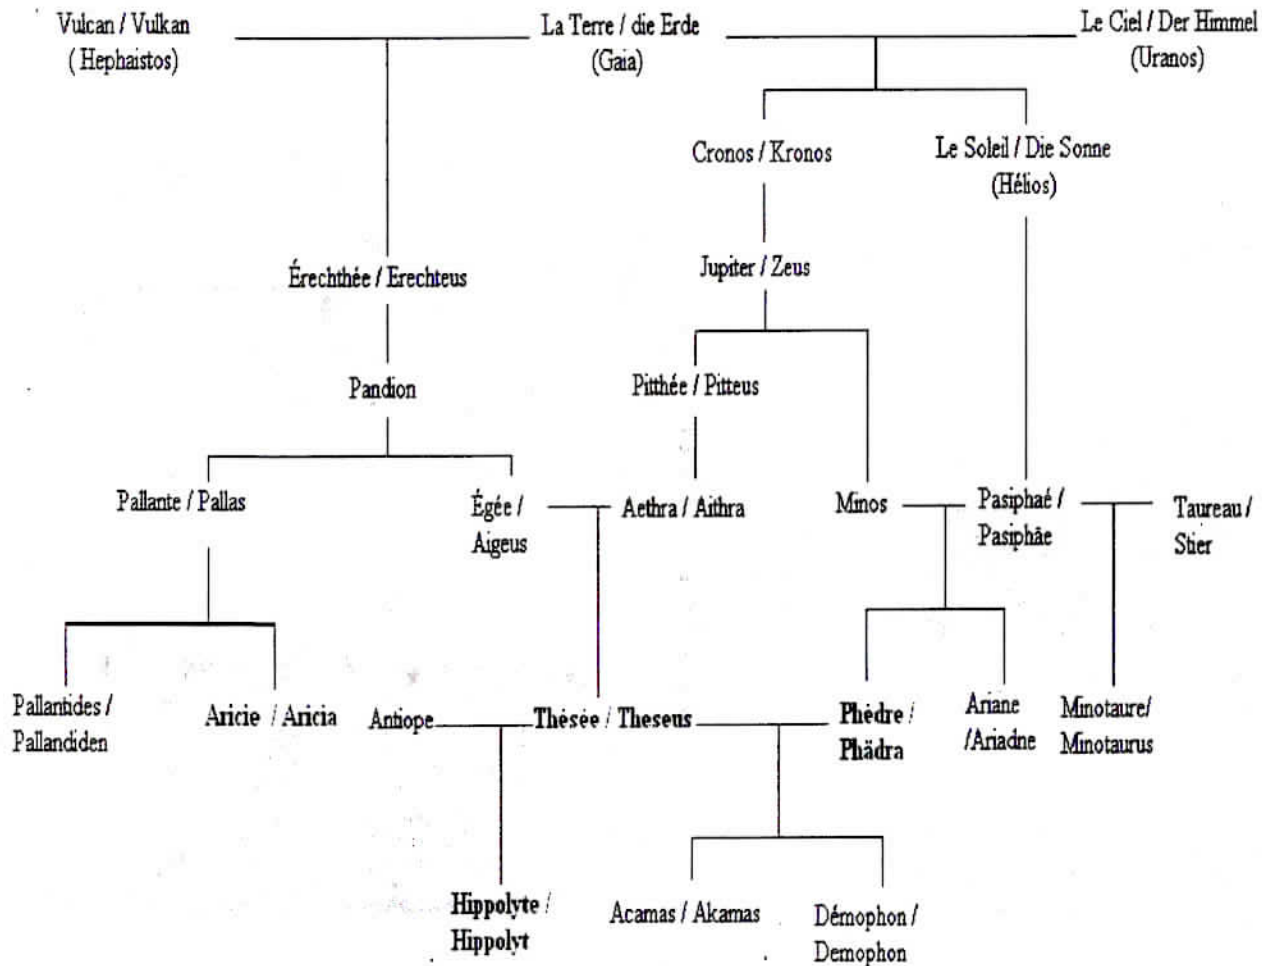 Vulcan / Vulkan
( Hephaistos)
La Terre / die Erde
(Gaia)
Le Ciel / Der Himmel
(Uranos)
Cronos / Kronos
Le Soleil / Die Sonne
(Hélios)
Érechthée / Erechteus
Jupiter / Zeus
Pandion
Pitthée / Pitteus
Pallante / Pallas
Égée /
Aigeus
Aethra / Aithra
Minos
Pasiphaé /
Pasiphäe
Taureau /
Stier
Pallantides /
Pallandiden
Aricie / Aricia
Antiope
Thésée / Theseus
Phèdre /
Phädra
Ariane
/Ariadne
Minotaure/
Minotaurus
Hippolyte /
Hippolyt
Acamas / Akamas
Démophon /
Demophon